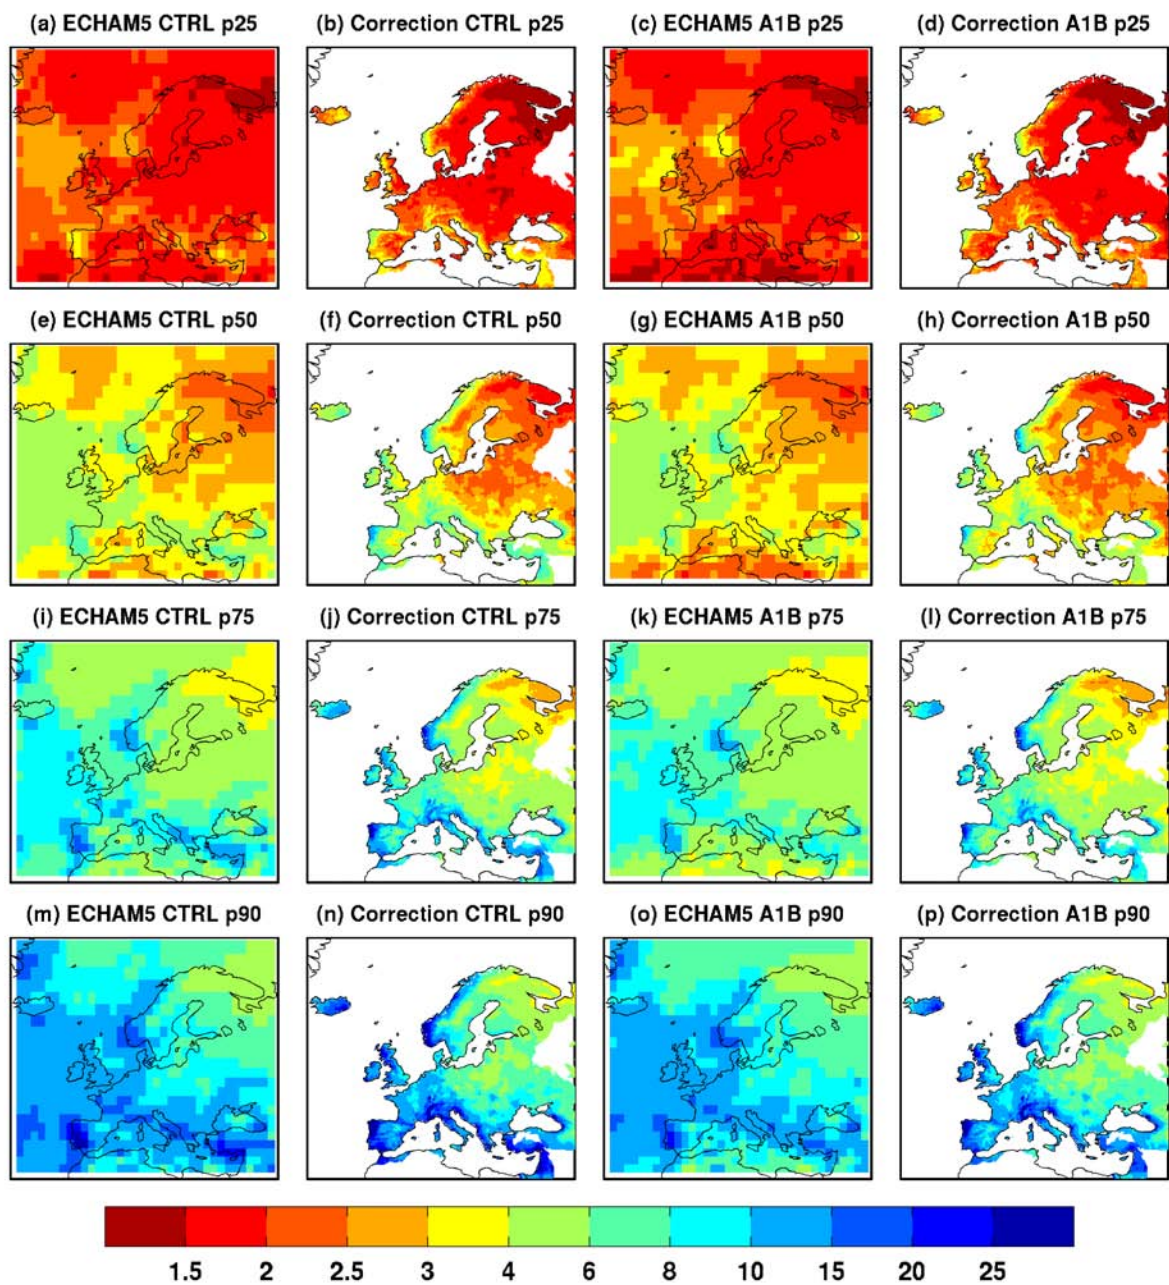 (a) ECHAM5 CTRL p25
(b) Correction CTRL p25
(c) ECHAM5 A1B p25
(d) Correction A1B p25
(e) ECHAM5 CTRL p50
(f) Correction CTRL p50
(g) ECHAM5 A1B p50
(h) Correction A1B p50
(i) ECHAM5 CTRL p75
(j) Correction CTRL p75
(k) ECHAM5 A1B p75
(l) Correction A1B p75
(m) ECHAM5 CTRL p90
(n) Correction CTRL p90
(o) ECHAM5 A1B p90
(p) Correction A1B p90
1.5 2 2.5 3 4 6 8 10 15 20 25